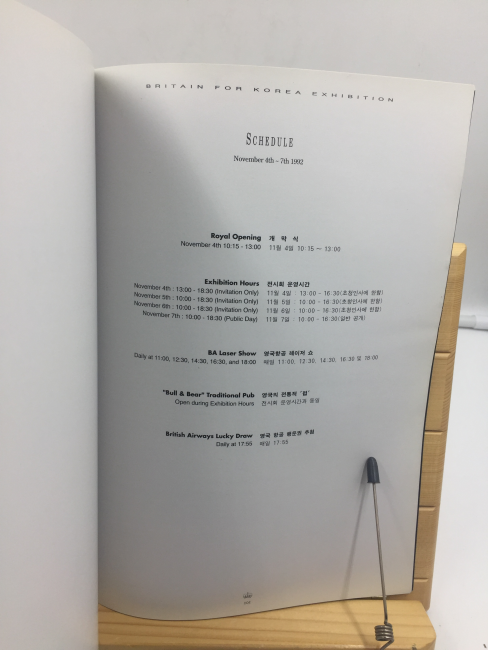 BRITAIN FOR KOREA EXHIBITION
SCHEDULE
November 4th - 7th 1992
Royal Opening 개 막 식
November 4th 10:15 - 13:00 11월 4일 10:15 ~ 13:00
Exhibition Hours 전시회 운영시간
November 4th : 13:00 - 18:30 (Invitation Only) 11월 4일 : 13:00 - 18:30(초청인사에 한함)
November 5th : 10:00 - 18:30 (Invitation Only) 11월 5일 : 10:00 - 18:30(초청인사에 한함)
November 6th : 10:00 - 18:30 (Invitation Only) 11월 6일 : 10:00 - 18:30(초청인사에 한함)
November 7th : 10:00 - 18:30 (Public Day) 11월 7일 : 10:00 - 18:30(일반 공개)
BA Laser Show 영국항공 레이저 쇼
Daily at 11:00, 12:30, 14:30, 16:30, and 18:00 매일 11:00, 12:30, 14:30, 16:30 및 18:00
"Bull & Bear" Traditional Pub 영국식 전통적 "펍"
Open during Exhibition Hours 전시회 운영시간과 동일
British Airways Lucky Draw 영국 항공 행운권 추첨
Daily at 17:55 매일 17:55